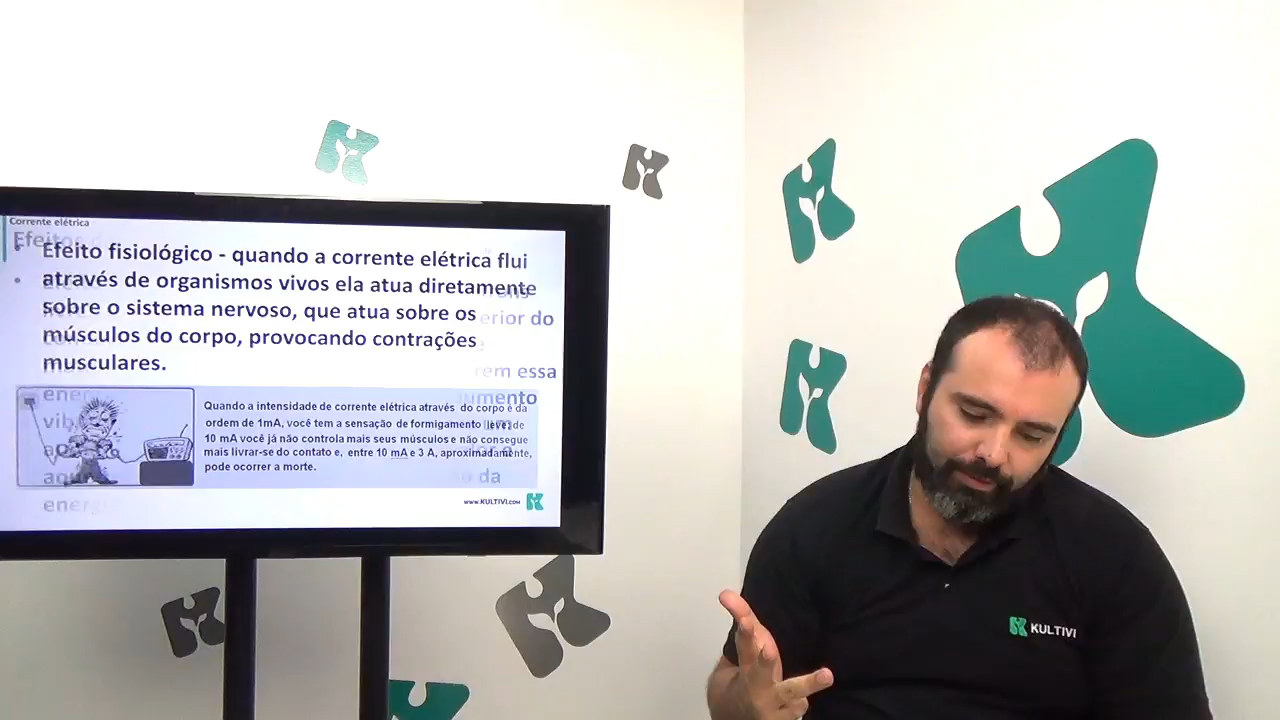 Corrente elétrica
Efeito fisiológico - quando a corrente elétrica flui
através de organismos vivos ela atua diretamente
sobre o sistema nervoso, que atua sobre os
músculos do corpo, provocando contrações
musculares.
Quando a intensidade de corrente elétrica através do corpo é da
ordem de 1mA, você tem a sensação de formigamento leve; de
10 mA você já não controla mais seus músculos e não consegue
mais livrar-se do contato e, entre 10 mA e 3 A, aproximadamente,
pode ocorrer a morte.
www.KULTIVI.COM
KULTIVI